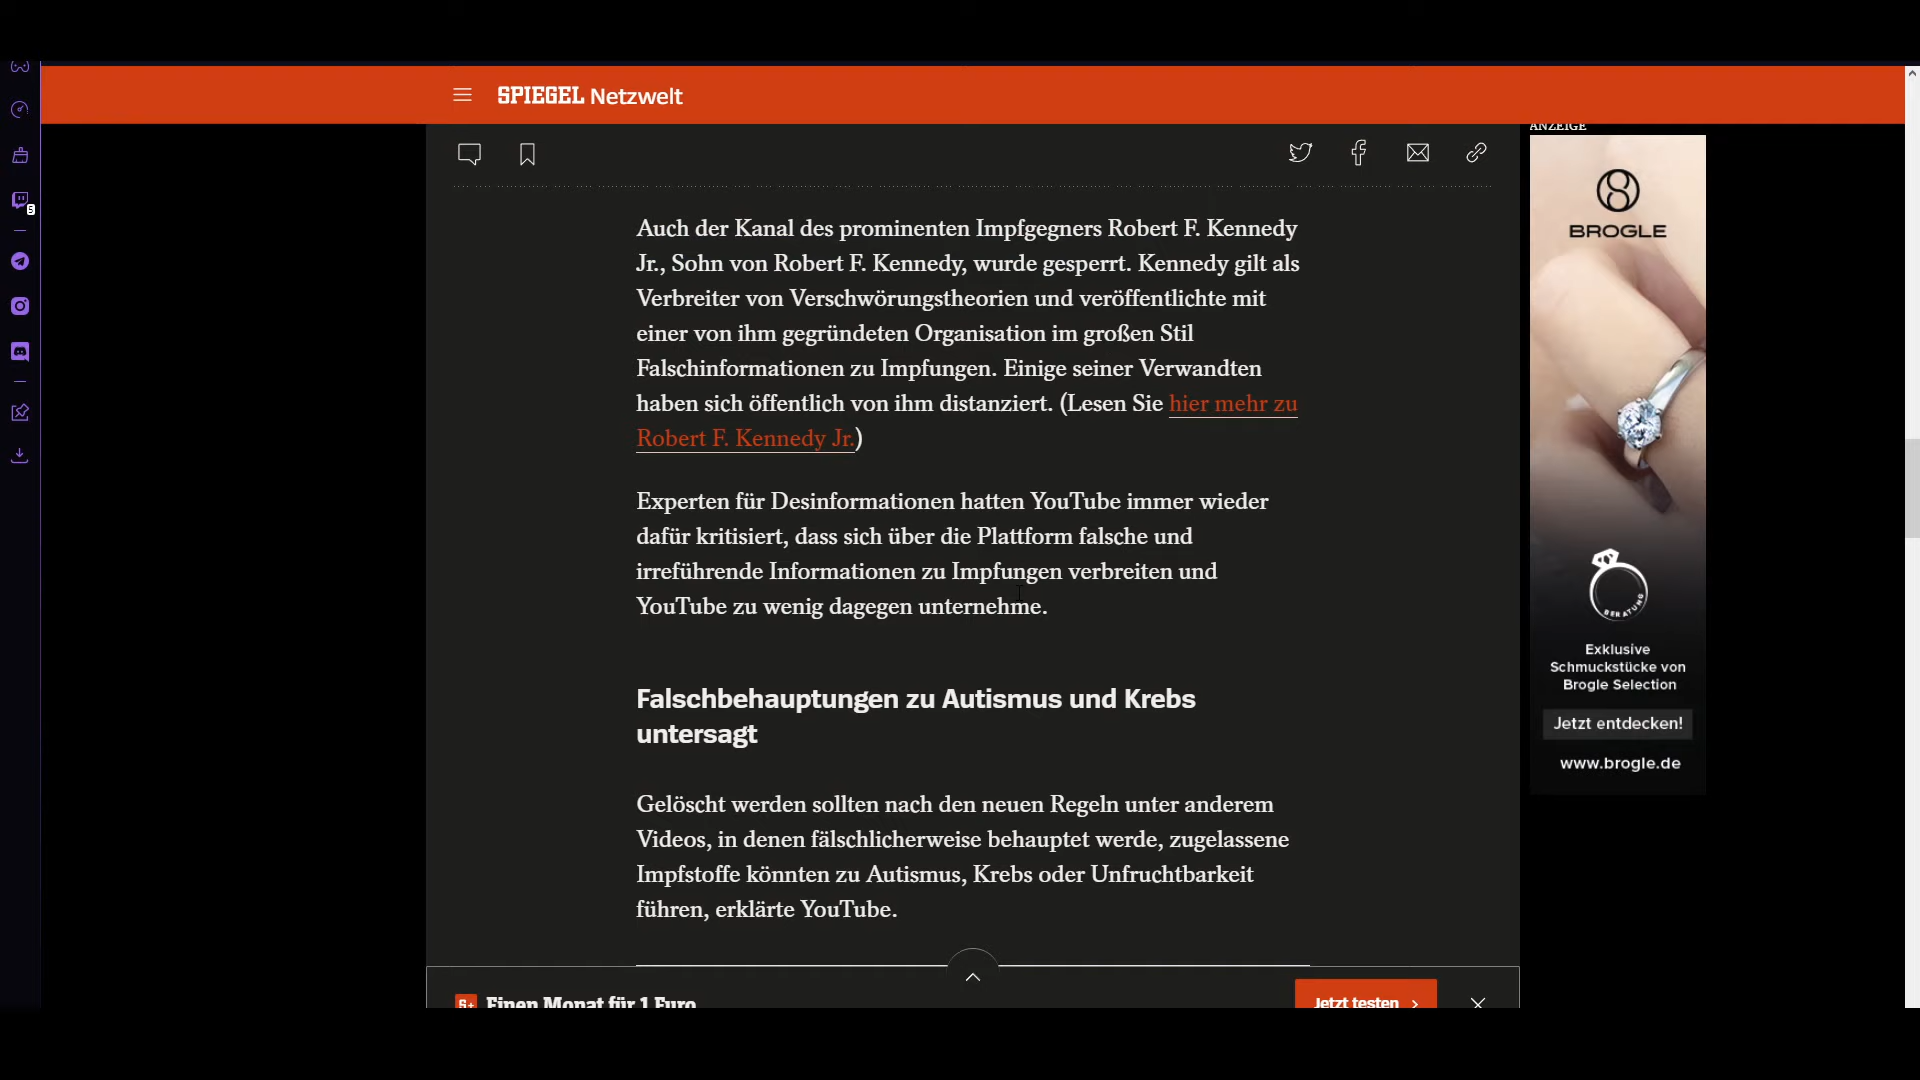 SPIEGEL Netzwelt
5
ANZEIGE
Auch der Kanal des prominenten Impfgegners Robert F. Kennedy
Jr., Sohn von Robert F. Kennedy, wurde gesperrt. Kennedy gilt als
Verbreiter von Verschwörungstheorien und veröffentlichte mit
einer von ihm gegründeten Organisation im großen Stil
Falschinformationen zu Impfungen. Einige seiner Verwandten
haben sich öffentlich von ihm distanziert. (Lesen Sie hier mehr zu
Robert F. Kennedy Jr.)
Experten für Desinformationen hatten YouTube immer wieder
dafür kritisiert, dass sich über die Plattform falsche und
irreführende Informationen zu Impfungen verbreiten und
YouTube zu wenig dagegen unternehme.
Falschbehauptungen zu Autismus und Krebs
untersagt
Gelöscht werden sollten nach den neuen Regeln unter anderem
Videos, in denen fälschlicherweise behauptet werde, zugelassene
Impfstoffe könnten zu Autismus, Krebs oder Unfruchtbarkeit
führen, erklärte YouTube.
S+ Einen Monat für 1 Euro
Jetzt testen
BROGLE
BERATUNG
Exklusive
Schmuckstücke von
Brogle Selection
Jetzt entdecken!
www.brogle.de